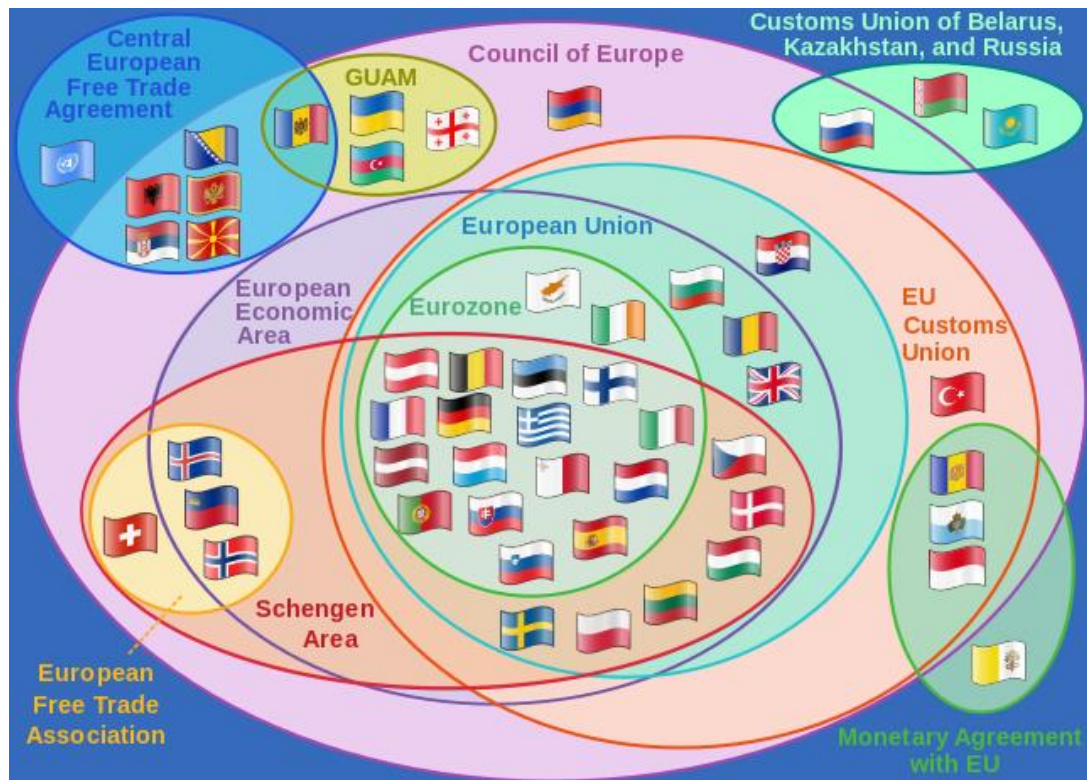 Central
European
Free Trade
Agreement
GUAM
Council of Europe
Customs Union of Belarus,
Kazakhstan, and Russia
European Union
European
Economic
Area
Eurozone
EU
Customs
Union
Schengen
Area
European
Free Trade
Association
Monetary Agreement
with EU